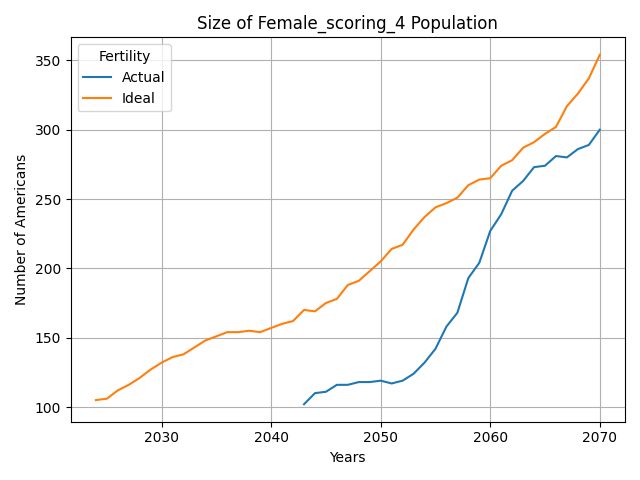 Size of Female_scoring_4 Population
Fertility
Actual
Ideal
Number of Americans
350
300
250
200
150
100
2030 2040 2050 2060 2070
Years